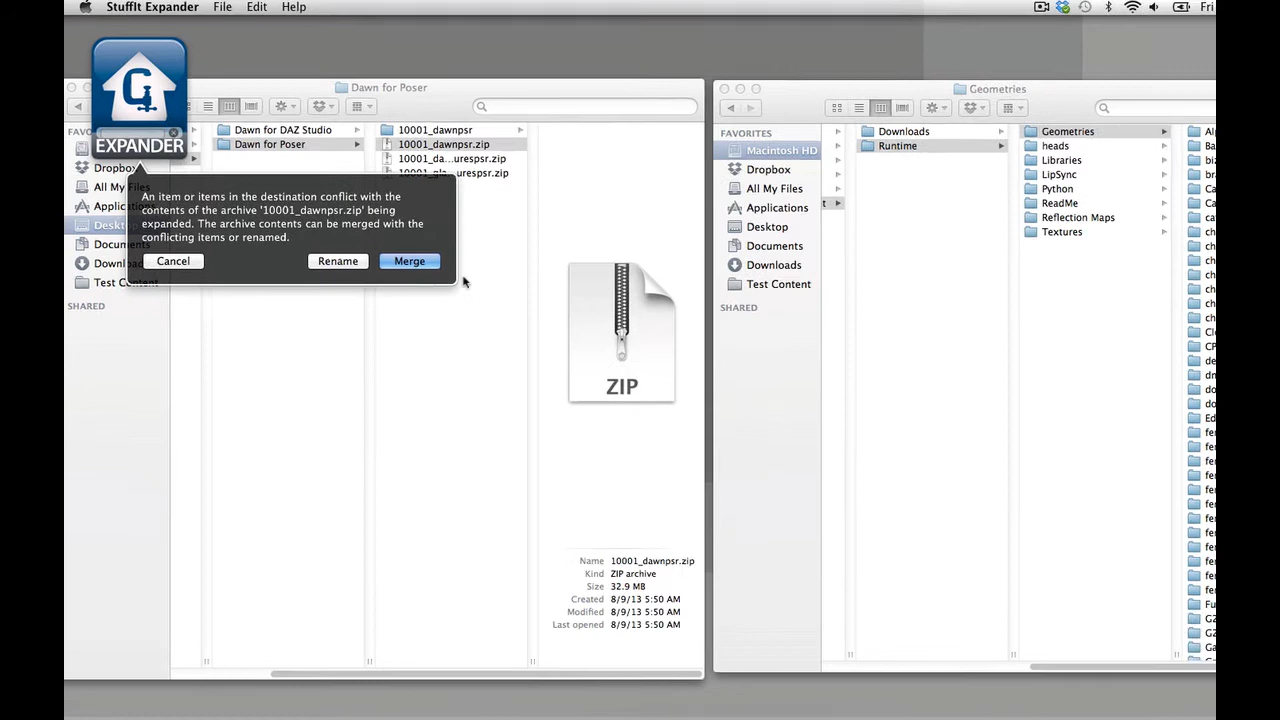 StuffIt Expander File Edit Help
Fri
Dawn for Poser
EXPANDER
Dropbox
All My Files
Desktop
Documents
Test Content
SHARED
Dawn for DAZ Studio
Dawn for Poser
10001_dawnpsr
10001_dawnpsr.zip
10001_da...urespsr.zip
An item or items in the destination conflict with the
contents of the archive '10001_dawnpsr.zip' being
expanded. The archive contents can be merged with the
conflicting items or renamed.
Cancel
Rename
Merge
ZIP
Name 10001_dawnpsr.zip
Kind ZIP archive
Size 32.9 MB
Created 8/9/13 5:50 AM
Modified 8/9/13 5:50 AM
Last opened 8/9/13 5:50 AM
Geometries
FAVORITES
Macintosh HD
Dropbox
All My Files
Applications
Desktop
Documents
Downloads
Test Content
SHARED
Downloads
Runtime
Geometries
heads
Libraries
LipSync
Python
ReadMe
Reflection Maps
Textures